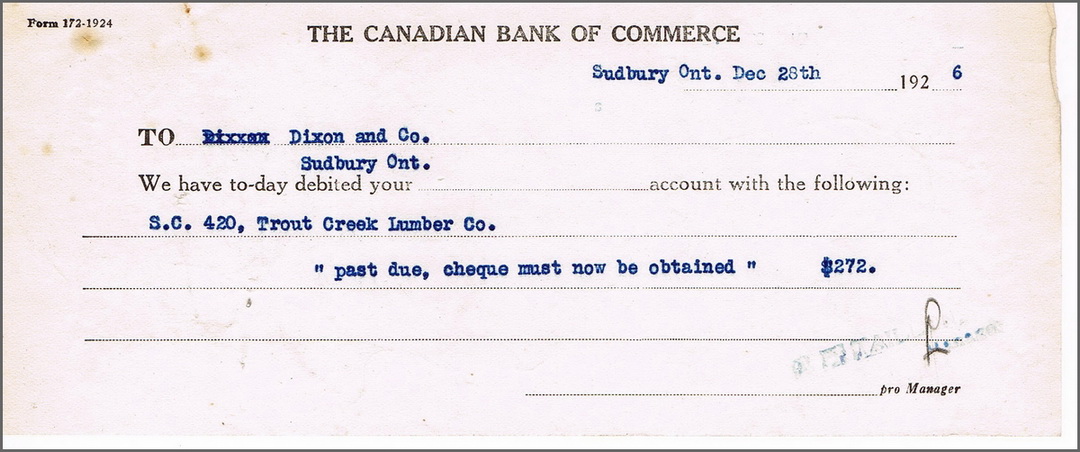 Form 172-1924
THE CANADIAN BANK OF COMMERCE
Sudbury Ont. Dec 28th 192 6
TO Dixon and Co.
Sudbury Ont.
We have to-day debited your account with the following:
S.C. 420, Trout Creek Lumber Co.
" past due, cheque must now be obtained " $272.
pro Manager